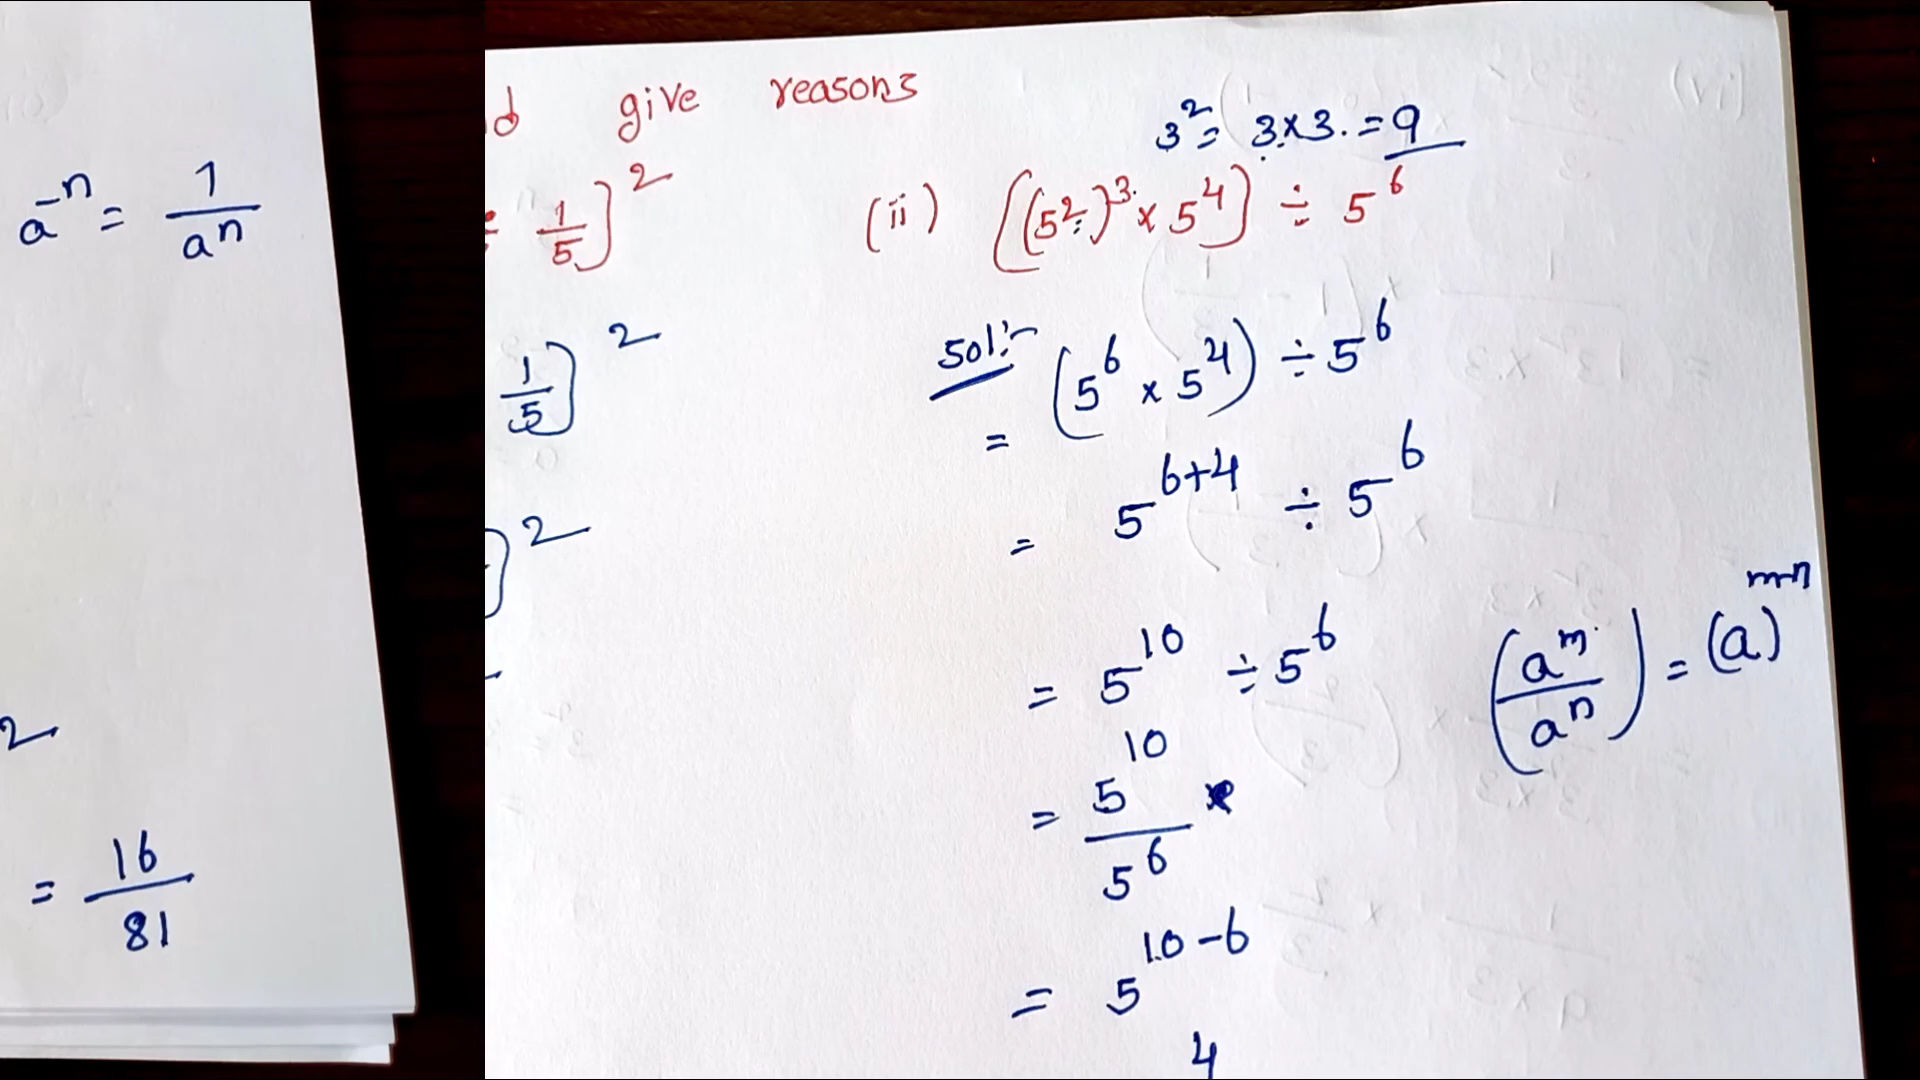 a⁻ⁿ = 1/aⁿ
2
= 16/81
give reasons
3² = 3×3. = 9
1/5]²
(ii) [(5²)³ × 5⁴] ÷ 5⁶
1/5]²
Sol:- (5⁶ × 5⁴) ÷ 5⁶
=
)²
5⁶⁺⁴ ÷ 5⁶
=
= 5¹⁰ ÷ 5⁶
(aᵐ/aⁿ) = (a)ᵐ⁻ⁿ
= 5¹⁰/5⁶
= 5¹⁰⁻⁶
4